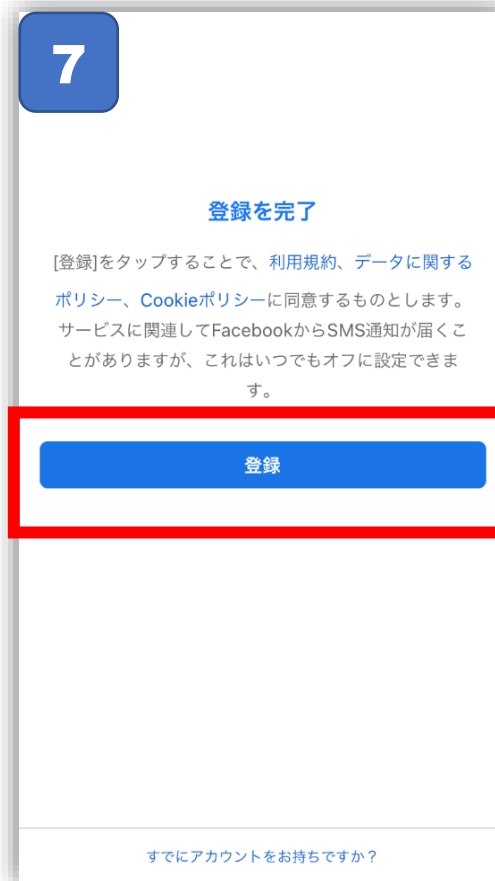 7
登録を完了
[登録]をタップすることで、利用規約、データに関する
ポリシー、Cookieポリシーに同意するものとします。
サービスに関連してFacebookからSMS通知が届くこ
とがありますが、これはいつでもオフに設定できま
す。
登録
すでにアカウントをお持ちですか？